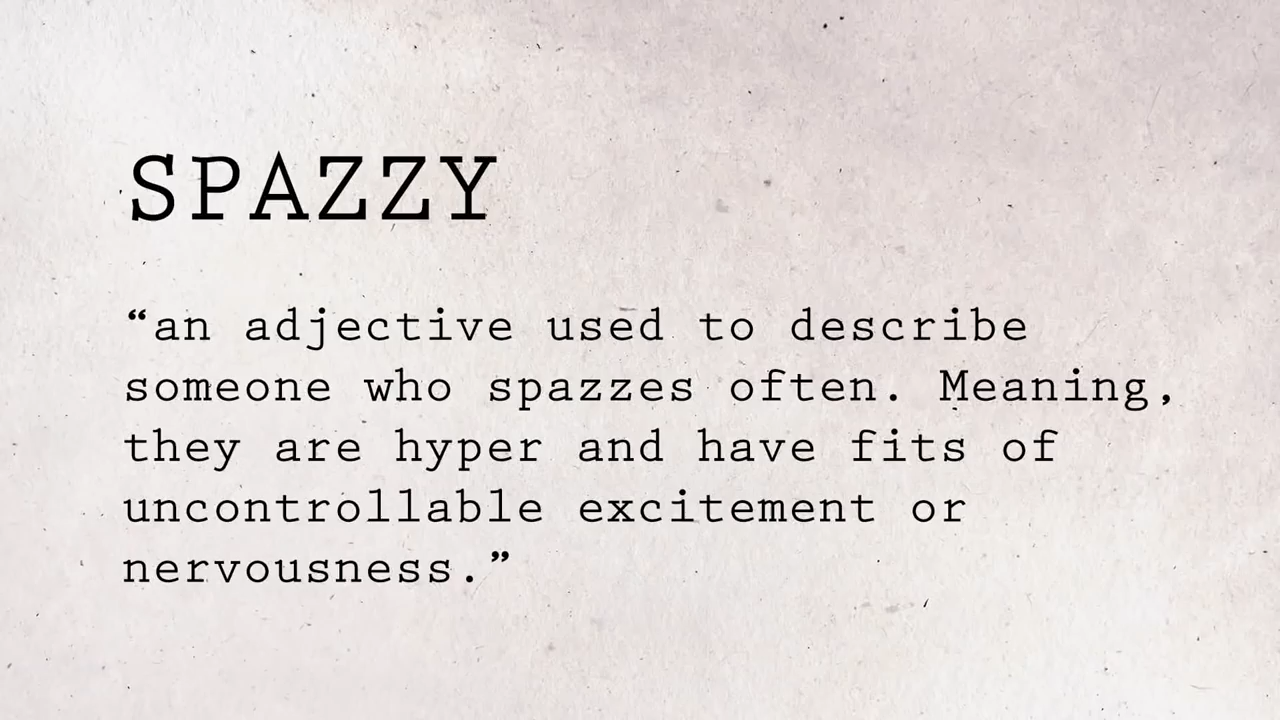 SPAZZY
“an adjective used to describe
someone who spazzes often. Meaning,
they are hyper and have fits of
uncontrollable excitement or
nervousness.”